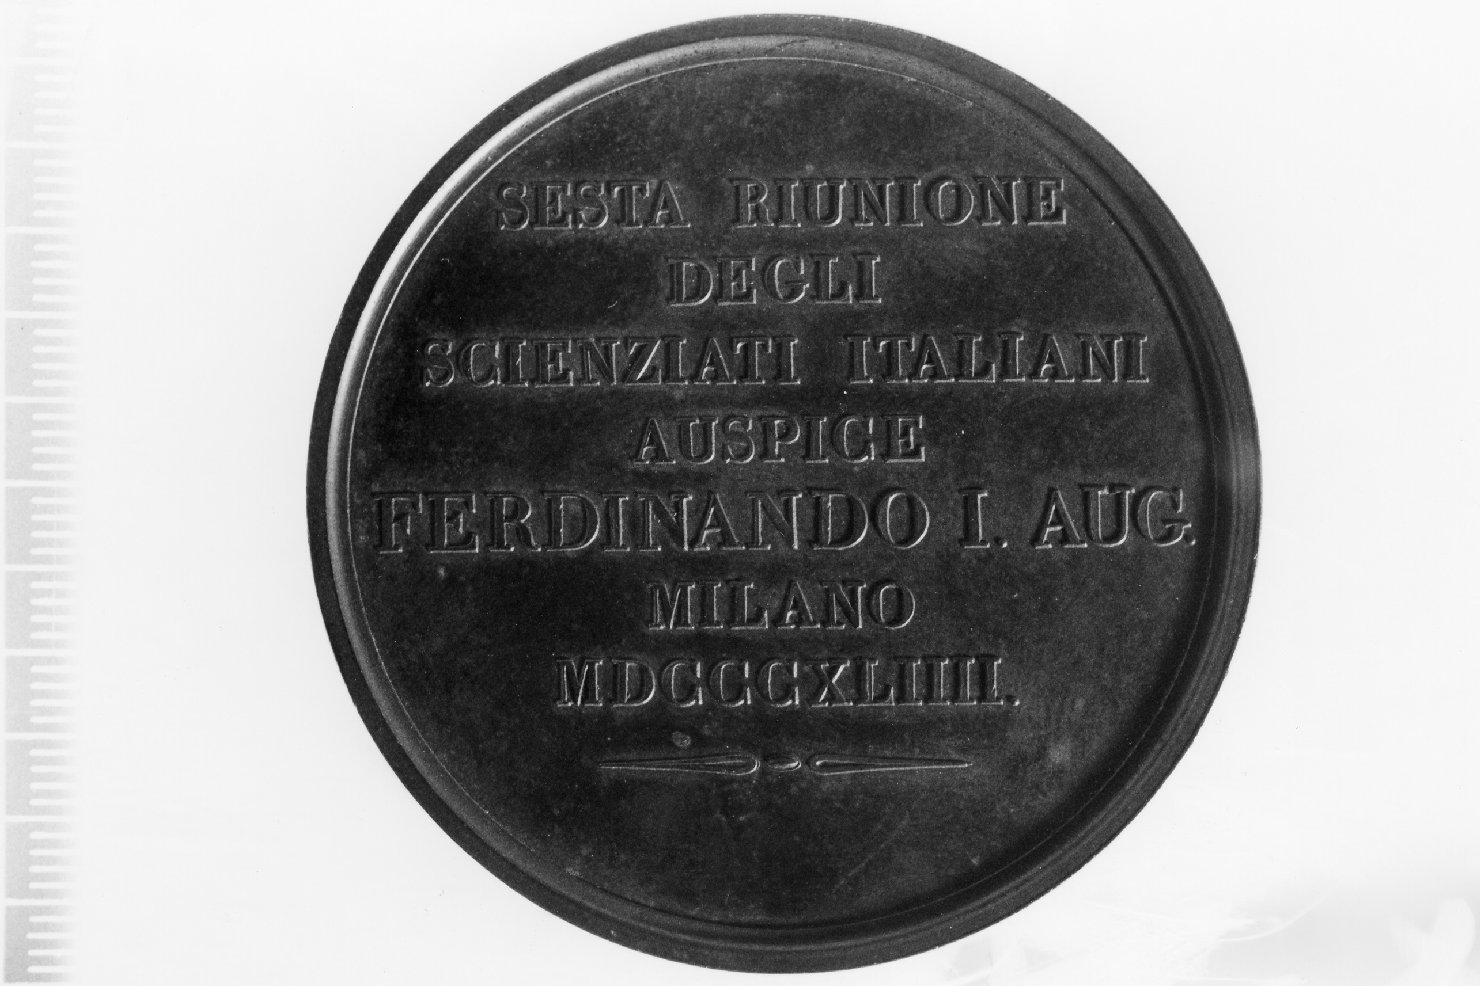 SESTA RIUNIONE
DEGLI
SCIENZIATI ITALIANI
AUSPICE
FERDINANDO I. AUG.
MILANO
MDCCCXLIIII.